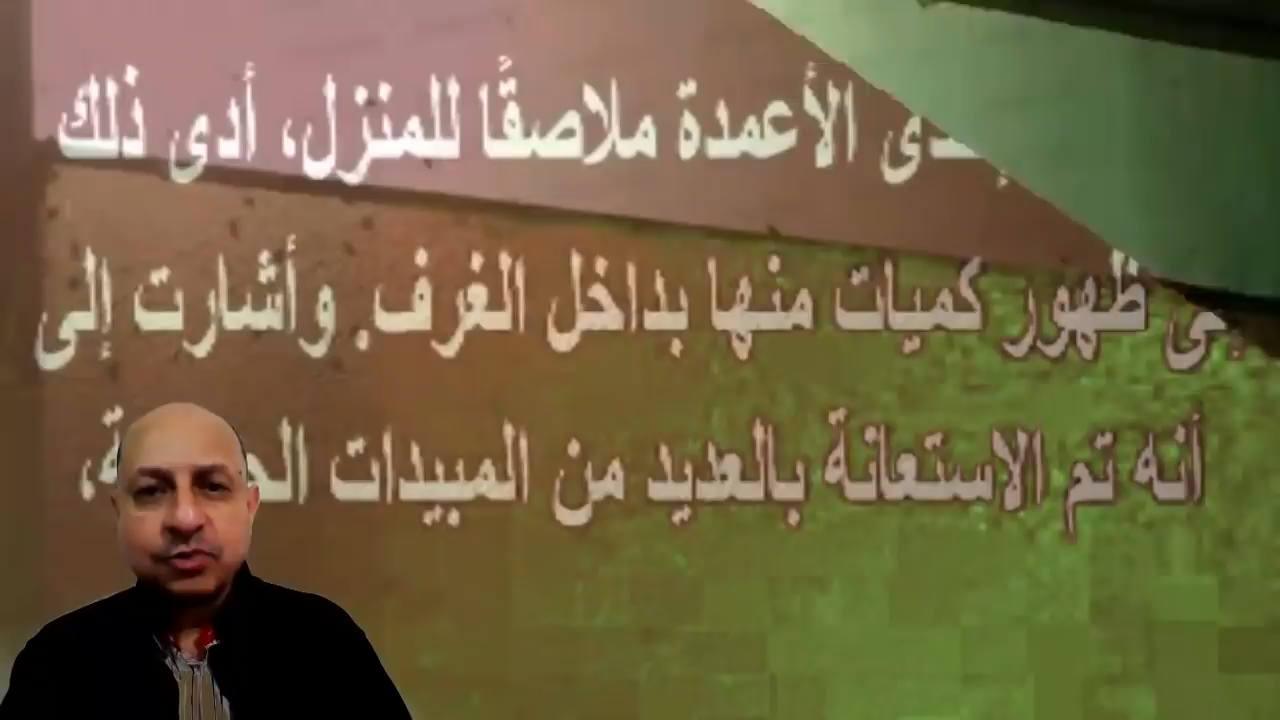 الأعمدة ملاصقًا للمنزل، أدى ذلك
ظهور كميات منها بداخل الغرف. وأشارت إلى
أنه تم الاستعانة بالعديد من المبيدات